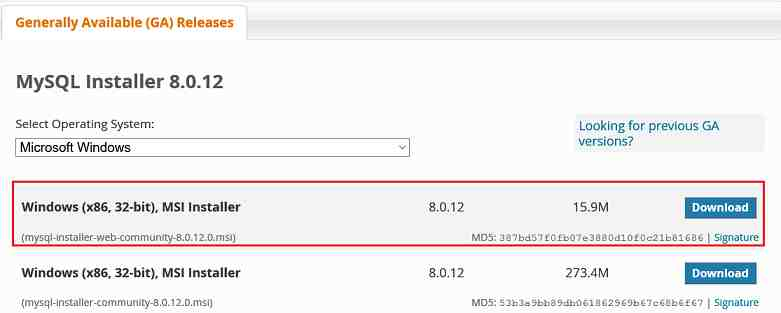 Generally Available (GA) Releases
MySQL Installer 8.0.12
Select Operating System:
Looking for previous GA
versions?
Microsoft Windows
Windows (x86, 32-bit), MSI Installer 8.0.12 15.9M Download
(mysql-installer-web-community-8.0.12.0.msi) MD5: 387bd57f0fb07e3880d10f0c21b81686 | Signature
Windows (x86, 32-bit), MSI Installer 8.0.12 273.4M Download
(mysql-installer-community-8.0.12.0.msi) MD5: 53b3a9bb89db061862969b67c68b6f67 | Signature